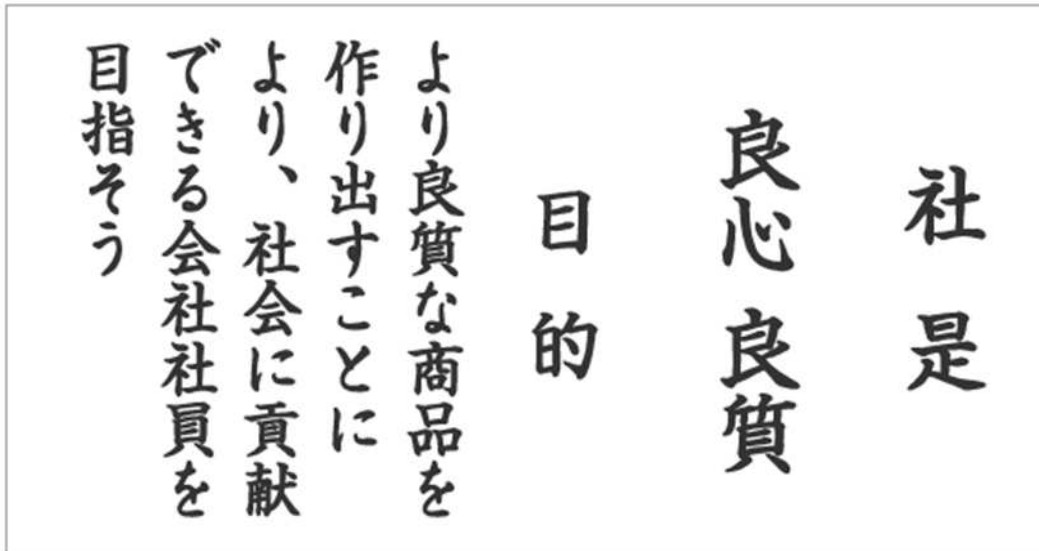 社是
良心 良質
目的
より良質な商品を
作り出すことに
より、社会に貢献
できる会社社員を
目指そう